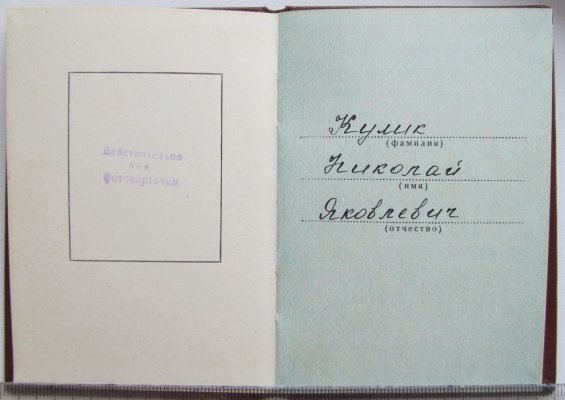 Действительно
без
фотокарточки
Кулик
(фамилия)
Николай
(имя)
Яковлевич
(отчество)